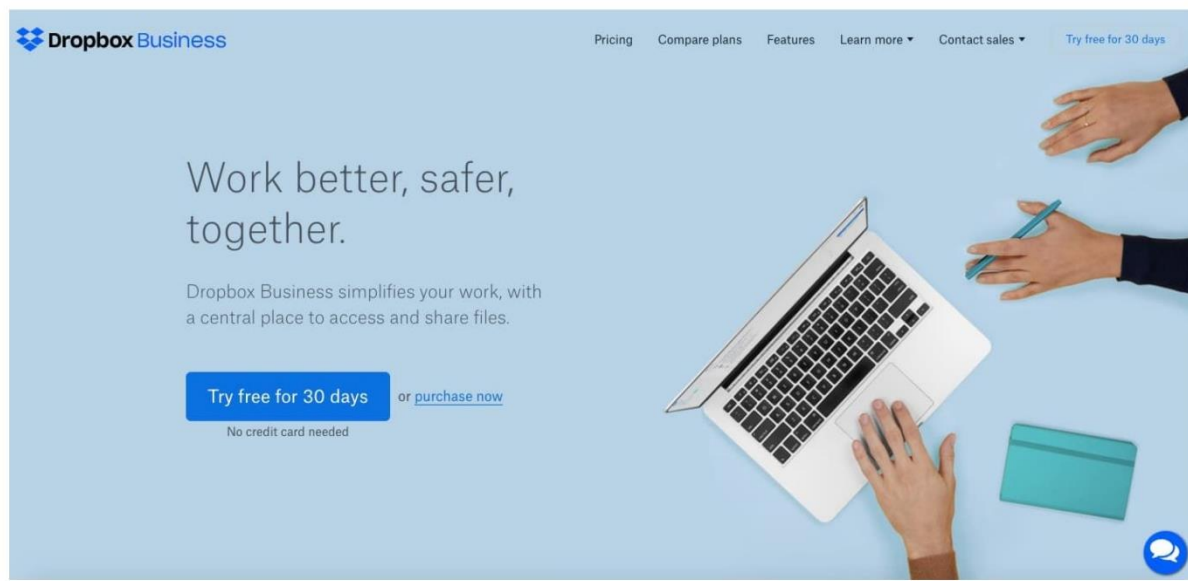 Dropbox Business
Pricing
Compare plans
Features
Learn more
Contact sales
Try free for 30 days
Work better, safer,
together.
Dropbox Business simplifies your work, with
a central place to access and share files.
Try free for 30 days
or purchase now
No credit card needed